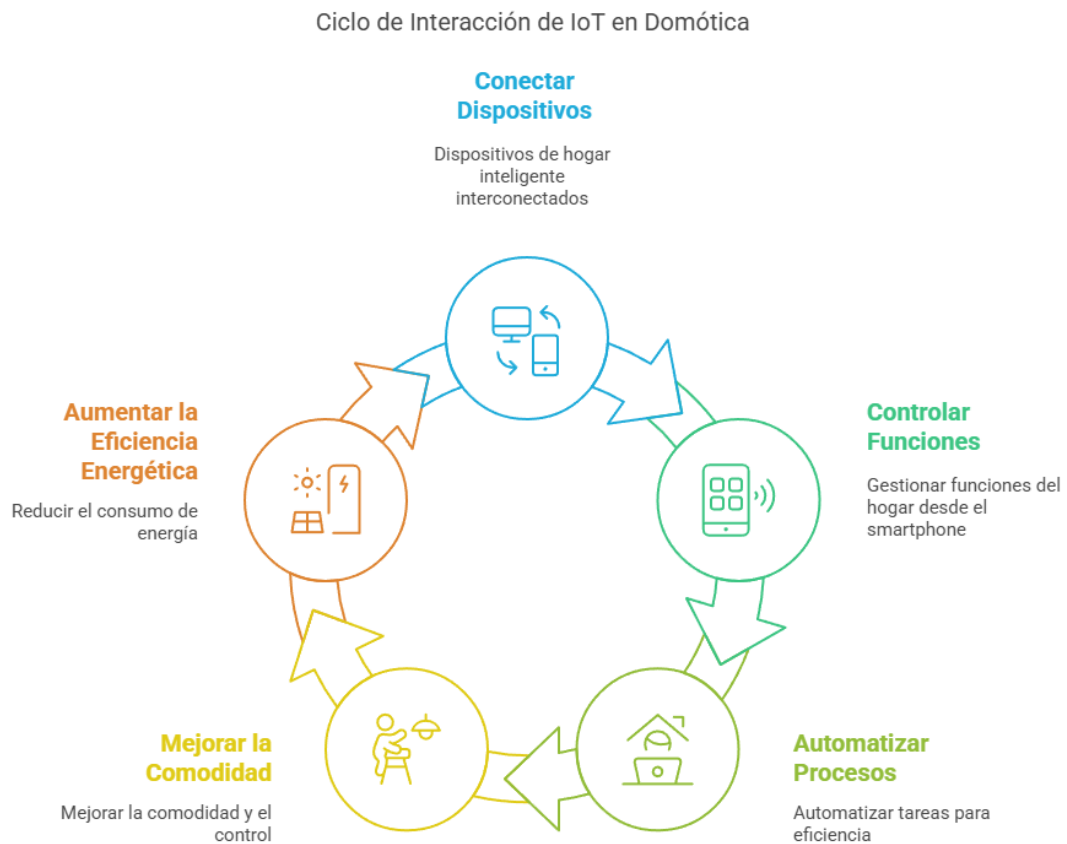 Ciclo de Interacción de IoT en Domótica
Conectar
Dispositivos
Dispositivos de hogar
inteligente
interconectados
Controlar
Funciones
Gestionar funciones del
hogar desde el
smartphone
Automatizar
Procesos
Automatizar tareas para
eficiencia
Mejorar la
Comodidad
Mejorar la comodidad y el
control
Aumentar la
Eficiencia
Energética
Reducir el consumo de
energía